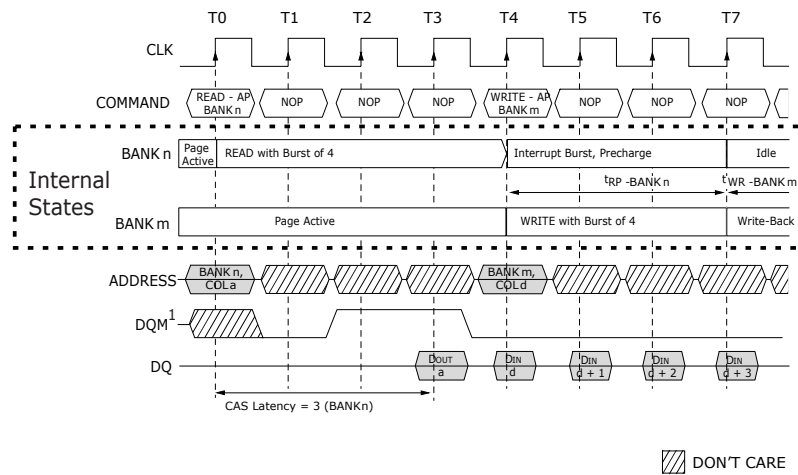 T0 T1 T2 T3 T4 T5 T6 T7
CLK
COMMAND
READ - AP
BANK n
NOP
NOP
NOP
WRITE - AP
BANK m
NOP
NOP
NOP
Internal
States
BANK n
Page
Active
READ with Burst of 4
Interrupt Burst, Precharge
Idle
tRP -BANK n
tWR -BANK m
BANK m
Page Active
WRITE with Burst of 4
Write-Back
ADDRESS
BANK n,
COL a
BANK m,
COL d
DQM1
DQ
DOUT
a
DIN
d
DIN
d + 1
DIN
d + 2
DIN
d + 3
CAS Latency = 3 (BANKn)
DON'T CARE